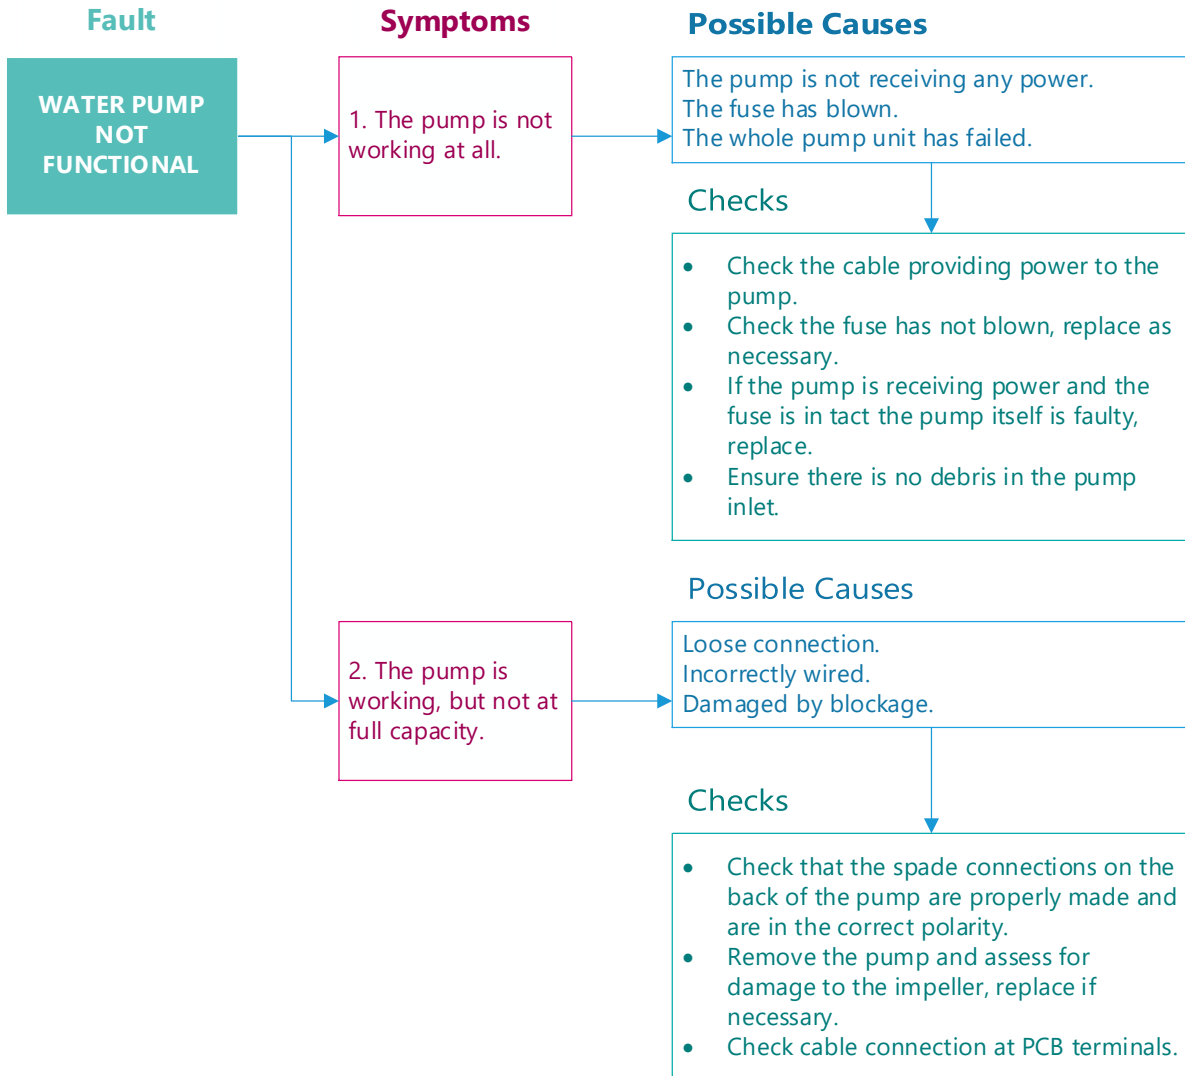 Fault
Symptoms
Possible Causes
WATER PUMP
NOT
FUNCTIONAL
1. The pump is not
working at all.
The pump is not receiving any power.
The fuse has blown.
The whole pump unit has failed.
Checks
• Check the cable providing power to the
pump.
• Check the fuse has not blown, replace as
necessary.
• If the pump is receiving power and the
fuse is in tact the pump itself is faulty,
replace.
• Ensure there is no debris in the pump
inlet.
Possible Causes
2. The pump is
working, but not at
full capacity.
Loose connection.
Incorrectly wired.
Damaged by blockage.
Checks
• Check that the spade connections on the
back of the pump are properly made and
are in the correct polarity.
• Remove the pump and assess for
damage to the impeller, replace if
necessary.
• Check cable connection at PCB terminals.